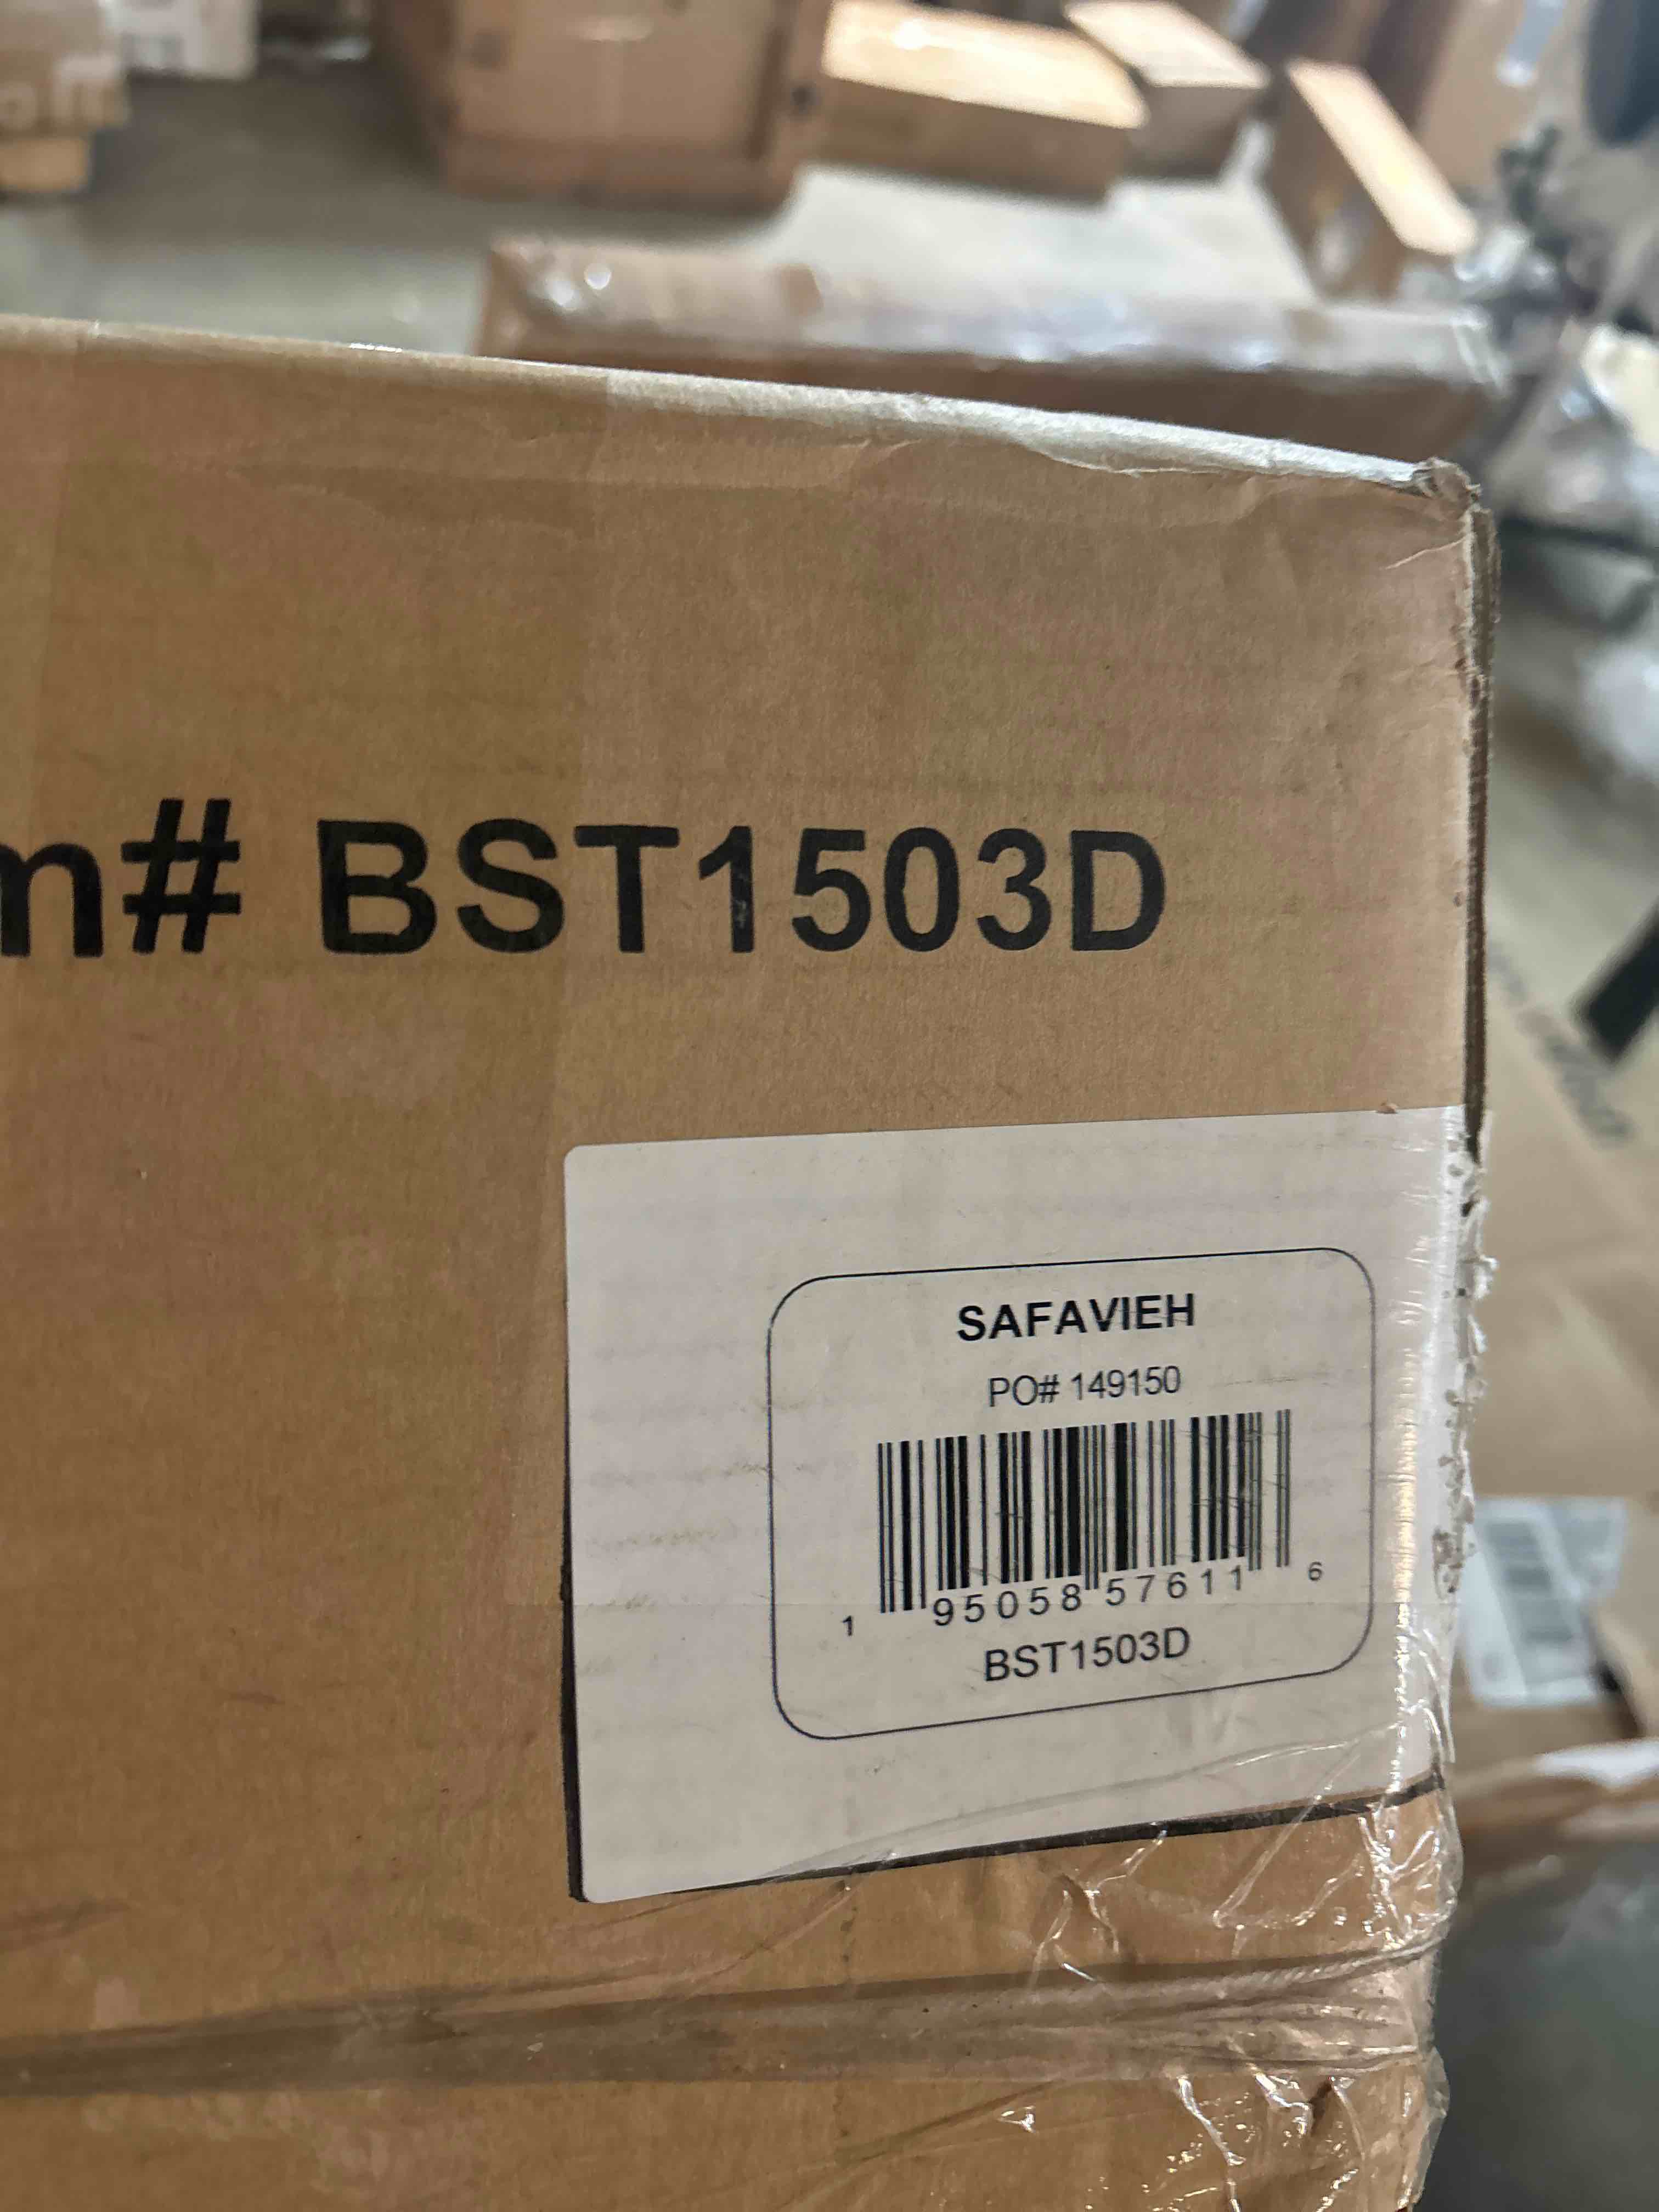 m# BST1503D
SAFAVIEH
PO# 149150
1 95058 57611 6
BST1503D